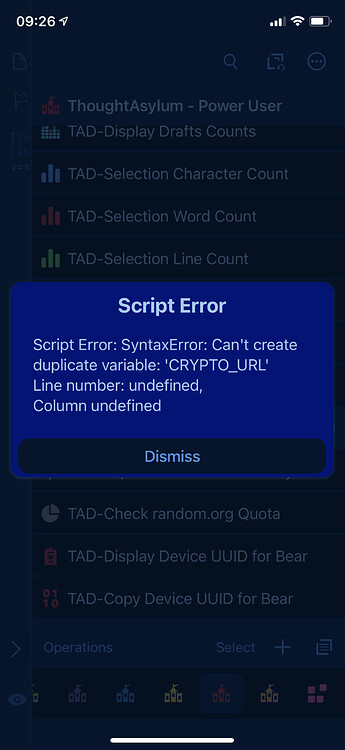 09:26
ThoughtAsylum - Power User
TAD-Display Drafts Counts
TAD-Selection Character Count
TAD-Selection Word Count
TAD-Selection Line Count
Script Error
Script Error: SyntaxError: Can't create
duplicate variable: 'CRYPTO_URL'
Line number: undefined,
Column undefined
Dismiss
TAD-Check random.org Quota
TAD-Display Device UUID for Bear
TAD-Copy Device UUID for Bear
Operations
Select